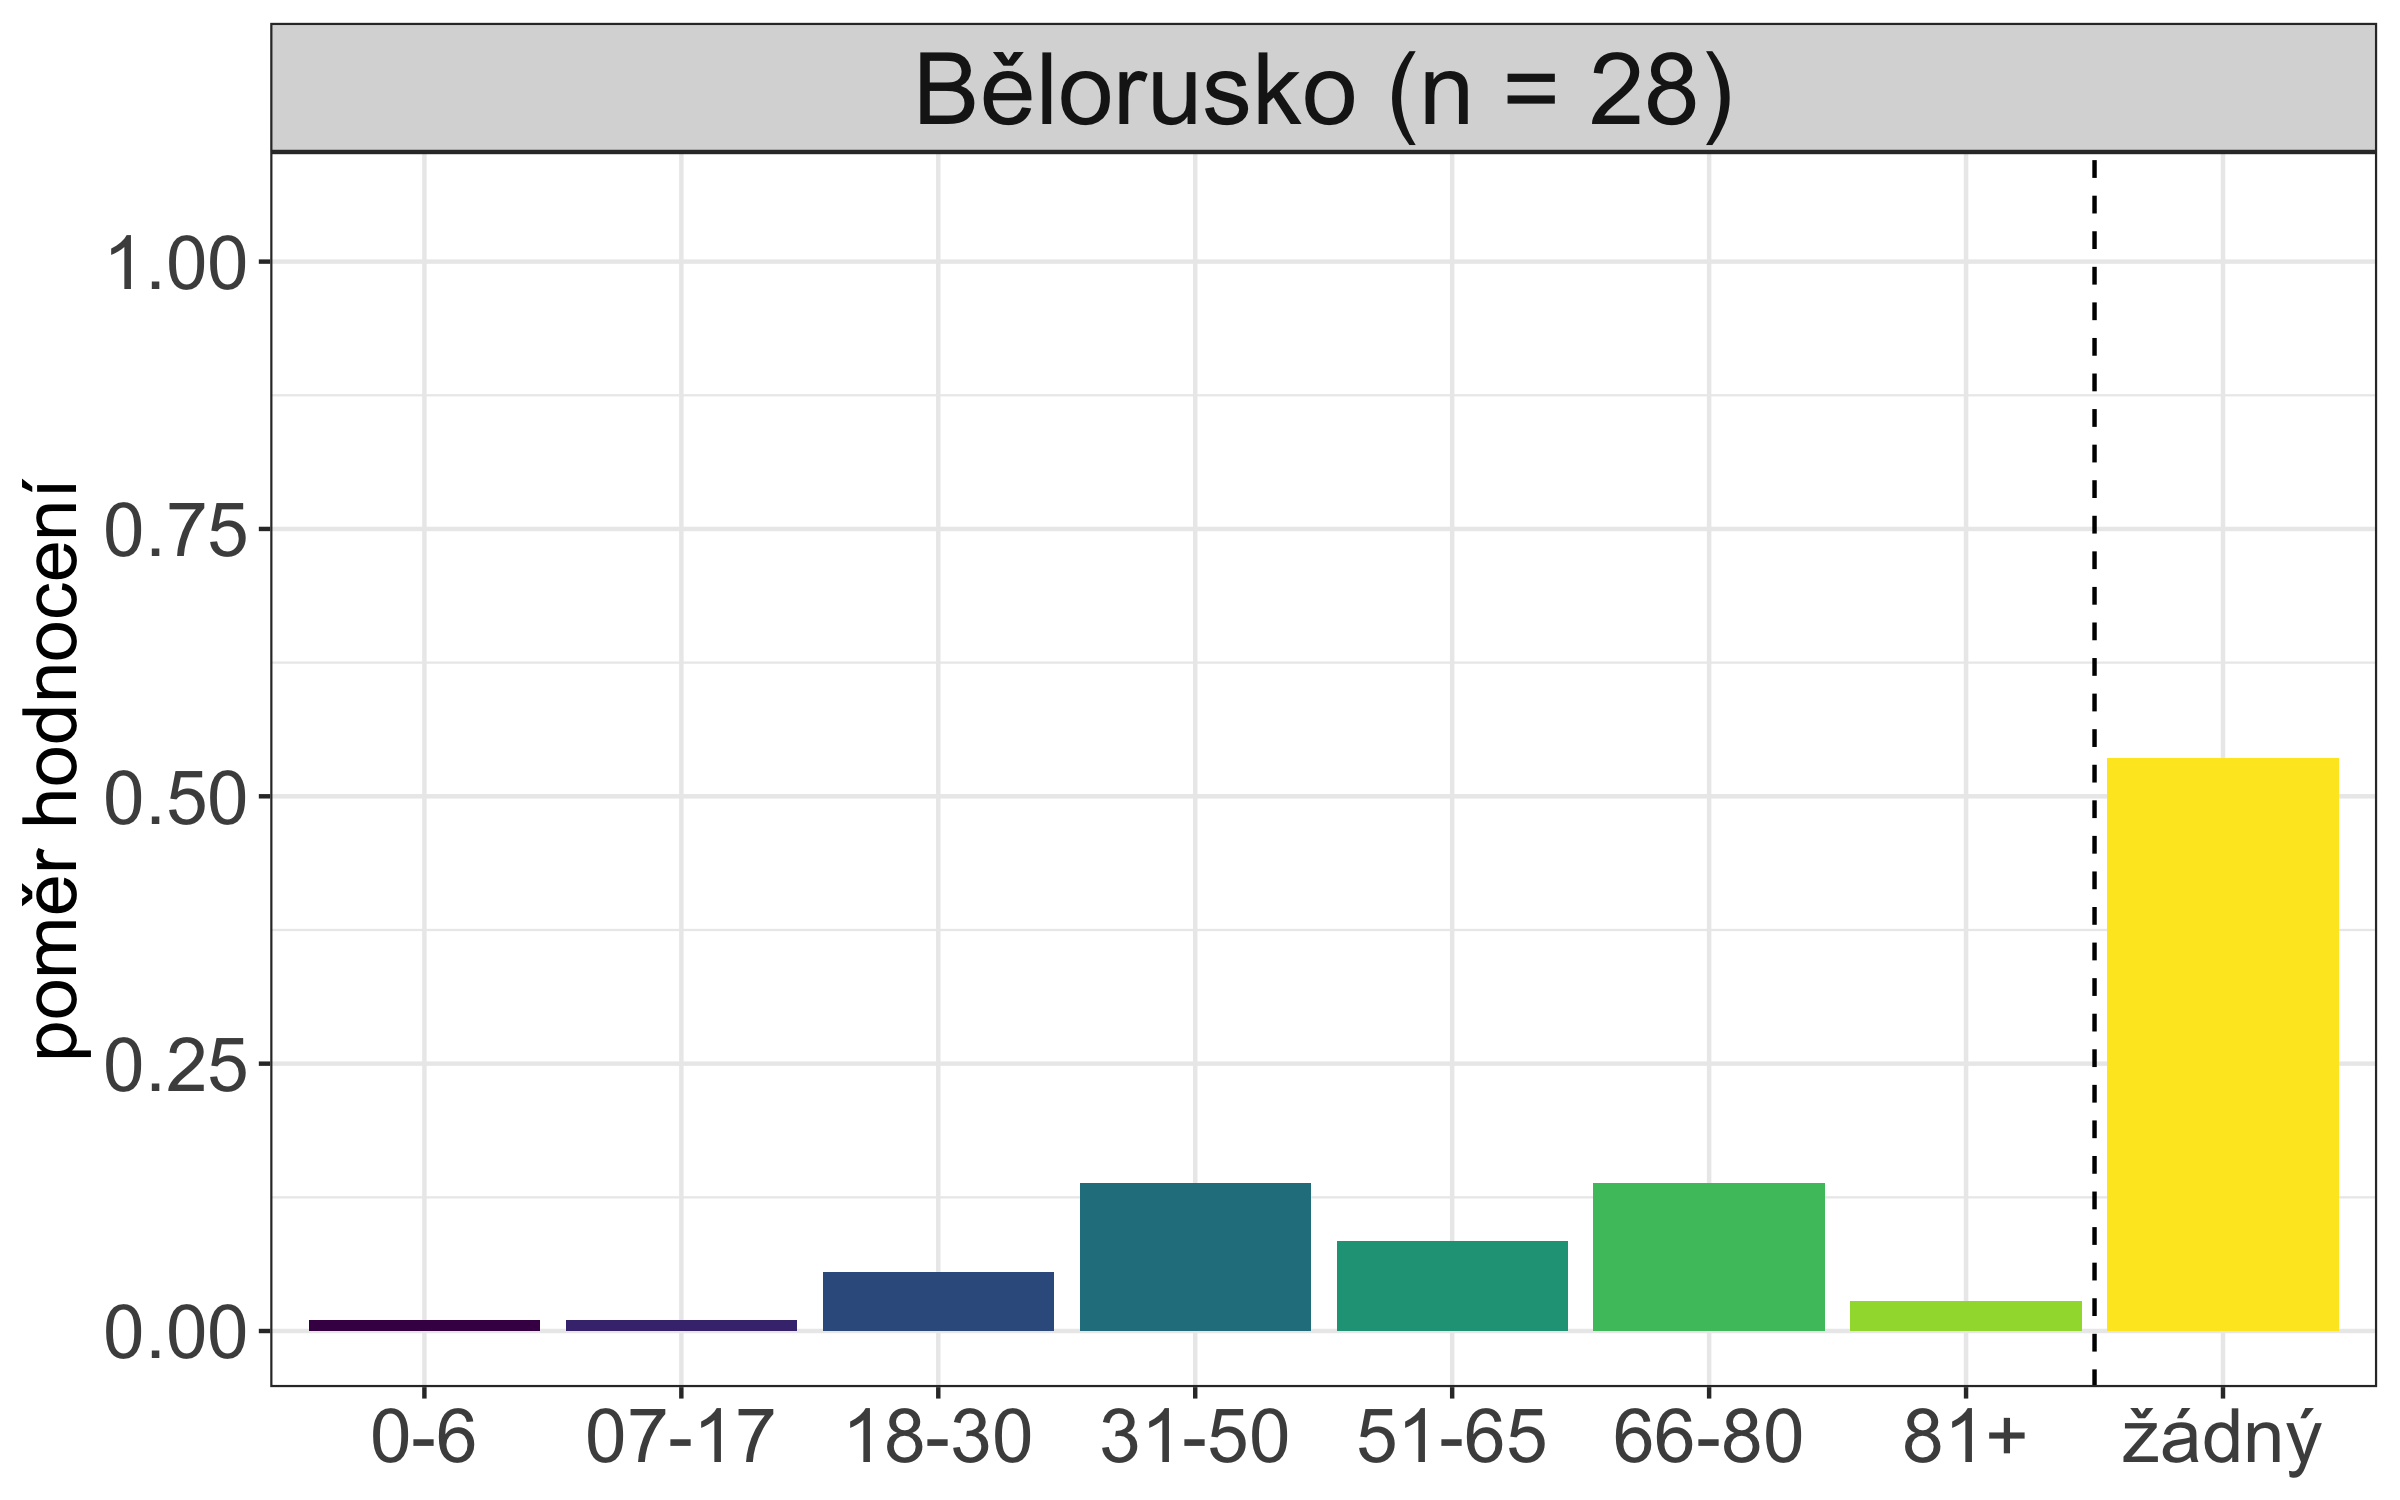 Bělorusko (n = 28)
poměr hodnocení
1.00
0.75
0.50
0.25
0.00
0-6 07-17 18-30 31-50 51-65 66-80 81+ žádný